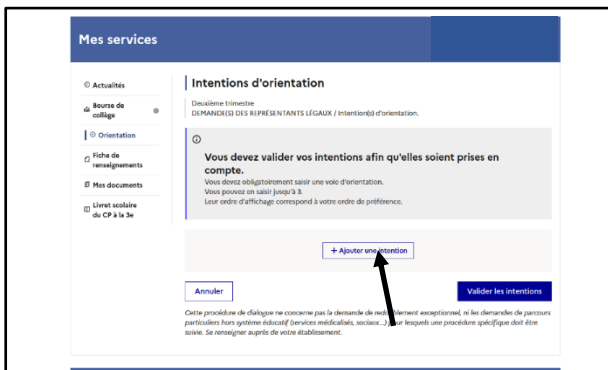 Mes services
Actualités
Bourse de
collège
Orientation
Fiche de
renseignements
Mes documents
Livret scolaire
du CP à la 3e
Intentions d'orientation
Deuxième trimestre
DEMANDE(S) DES REPRÉSENTANTS LÉGAUX / Intention(s) d'orientation.
Vous devez valider vos intentions afin qu'elles soient prises en
compte.
Vous devez obligatoirement saisir une voie d'orientation.
Vous pouvez en saisir jusqu'à 3.
Leur ordre d'affichage correspond à votre ordre de préférence.
+ Ajouter une intention
Annuler
Valider les intentions
Cette procédure de dialogue ne concerne pas la demande de redoublement exceptionnel, ni les demandes de parcours
particuliers hors système éducatif (services médicalisés, sociaux...) pour lesquels une procédure spécifique doit être
suivie. Se renseigner auprès de votre établissement.